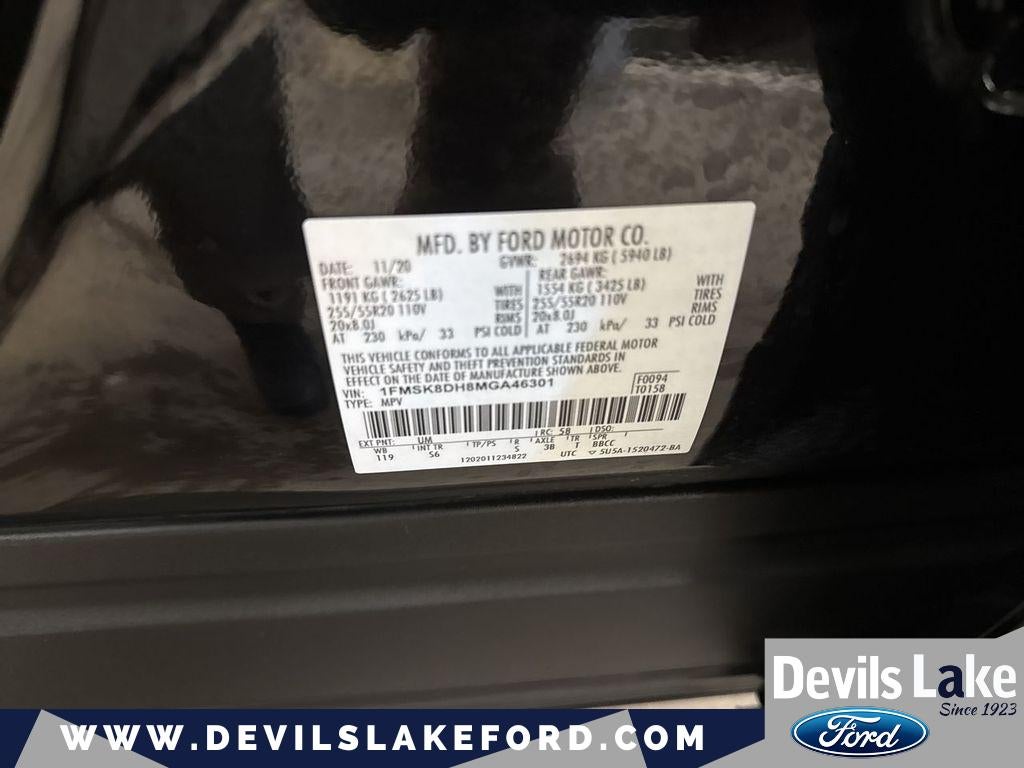 MFD. BY FORD MOTOR CO.
DATE: 11/20 GVWR: 2694 KG ( 5940 LB)
FRONT GAWR: REAR GAWR:
1191 KG ( 2625 LB) WITH 1554 KG ( 3425 LB) WITH
255/55R20 110V TIRES 255/55R20 110V TIRES
20x8.0J RIMS 20x8.0J RIMS
AT 230 kPa/ 33 PSI COLD AT 230 kPa/ 33 PSI COLD
THIS VEHICLE CONFORMS TO ALL APPLICABLE FEDERAL MOTOR
VEHICLE SAFETY AND THEFT PREVENTION STANDARDS IN
EFFECT ON THE DATE OF MANUFACTURE SHOWN ABOVE.
VIN: 1FMSK8DH8MGA46301 F0094
TYPE: MPV T0158
EXT PNT: UM RC: 58 DSO:
WB INT TR TP/PS R AXLE TR SPR
119 S6 S 3B T BBCC
1202011234822 UTC ▽ 5U5A-1520472-BA
Devils Lake
Since 1923
Ford
WWW.DEVILSLAKEFORD.COM